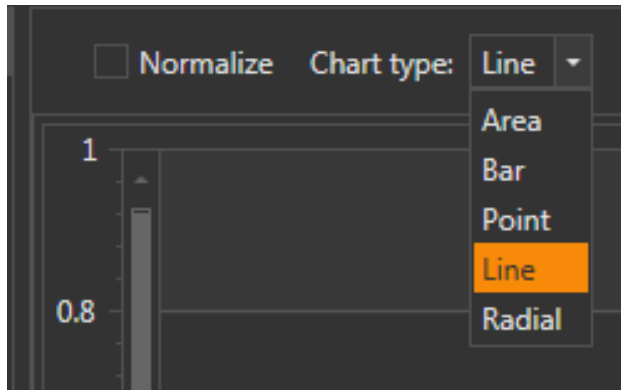 Normalize Chart type: Line
Area
Bar
1
Point
Line
0.8
Radial